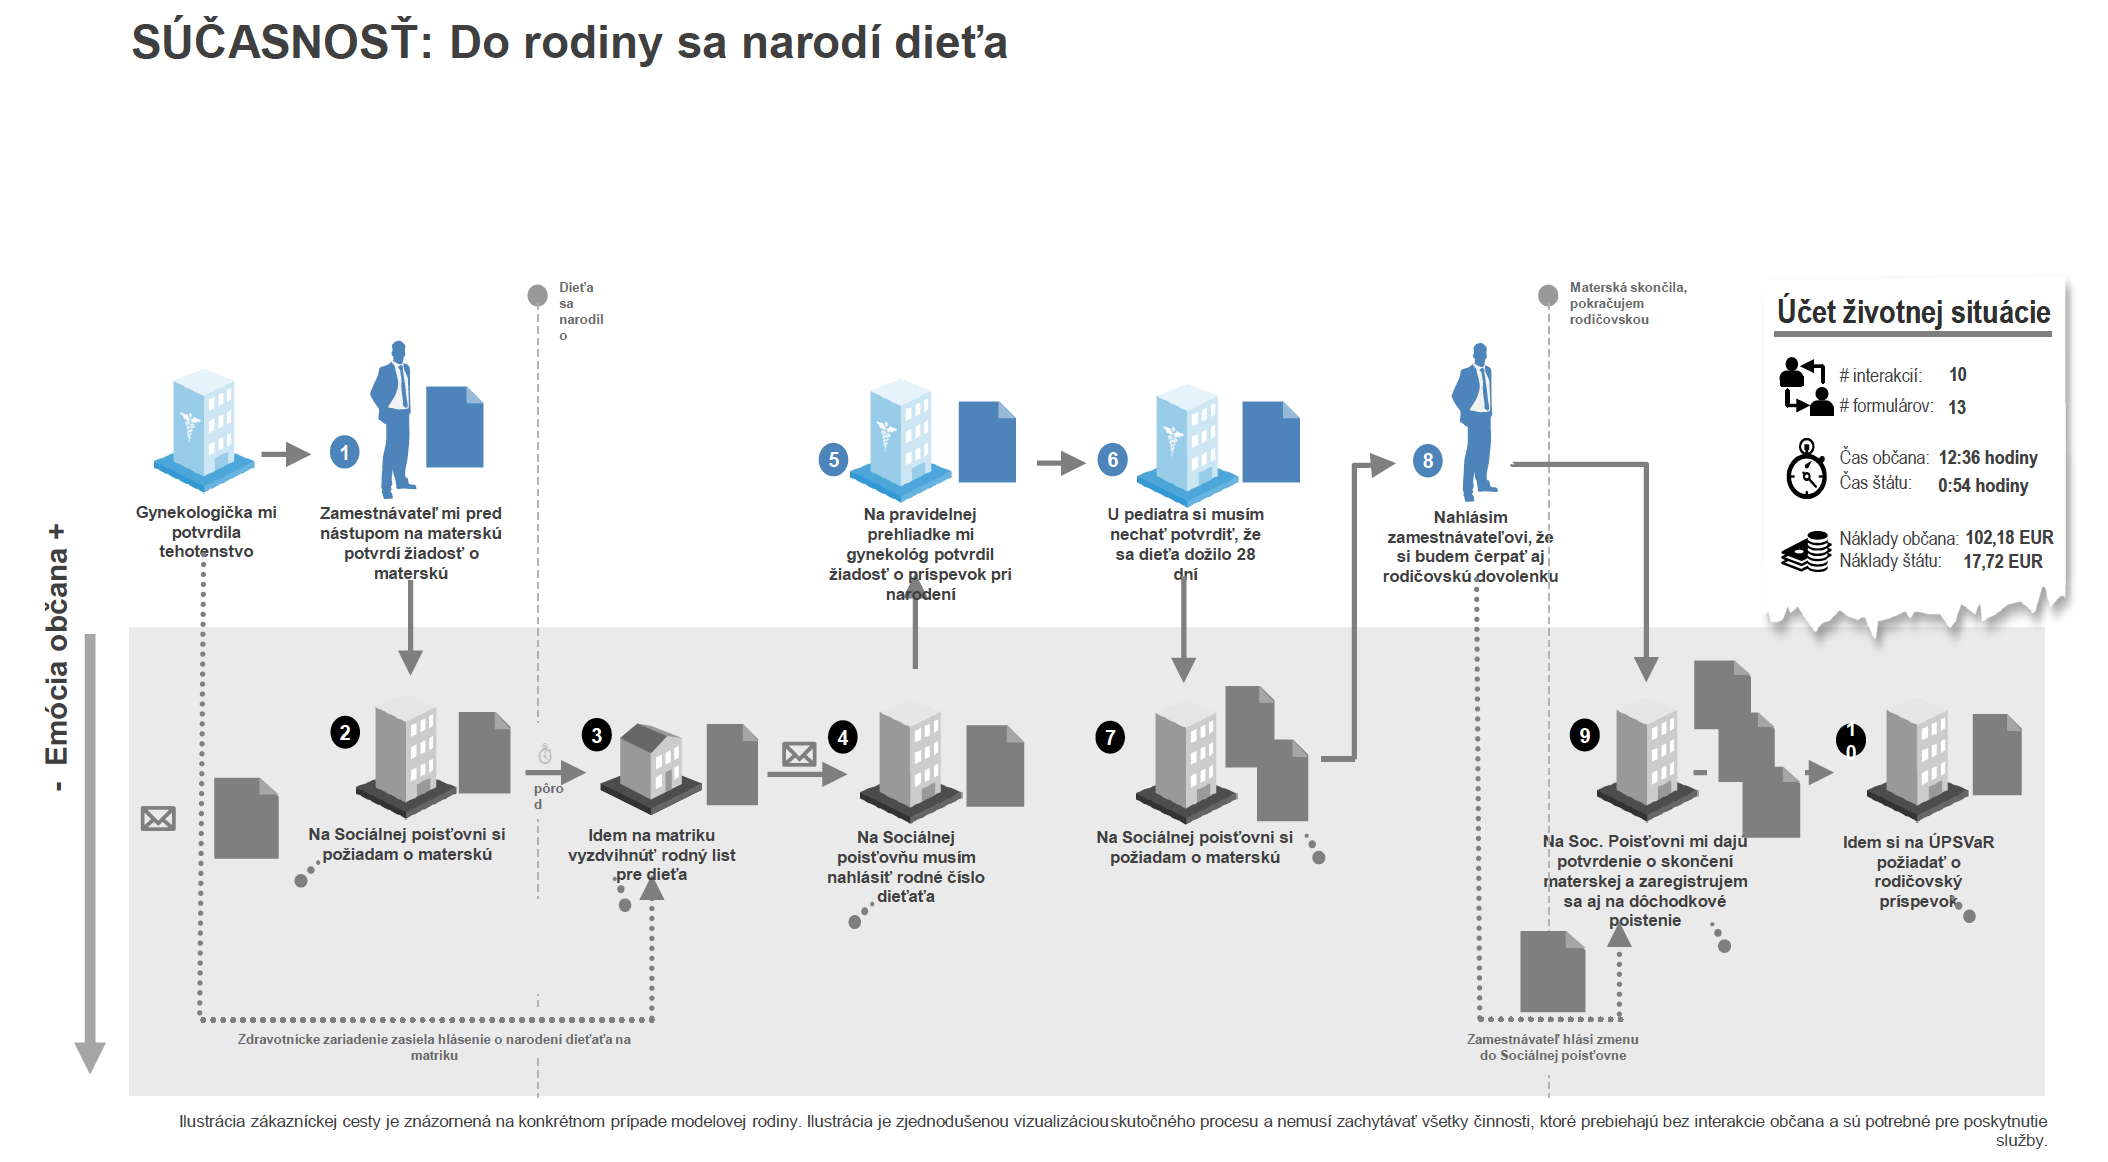 SÚČASNOSŤ: Do rodiny sa narodí dieťa
Dieťa
sa
narodil
o
Materská skončila,
pokračujem
rodičovskou
Účet životnej situácie
# interakcií: 10
# formulárov: 13
Čas občana: 12:36 hodiny
Čas štátu: 0:54 hodiny
Náklady občana: 102,18 EUR
Náklady štátu: 17,72 EUR
- Emócia občana +
Gynekologička mi
potvrdila
tehotenstvo
1
Zamestnávateľ mi pred
nástupom na materskú
potvrdí žiadosť o
materskú
5
Na pravidelnej
prehliadke mi
gynekológ potvrdil
žiadosť o príspevok pri
narodení
6
U pediatra si musím
nechať potvrdiť, že
sa dieťa dožilo 28
dní
8
Nahlásim
zamestnávateľovi, že
si budem čerpať aj
rodičovskú dovolenku
2
Na Sociálnej poisťovni si
požiadam o materskú
pôro
d
3
Idem na matriku
vyzdvihnúť rodný list
pre dieťa
4
Na Sociálnej
poisťovňu musím
nahlásiť rodné číslo
dieťaťa
7
Na Sociálnej poisťovni si
požiadam o materskú
9
Na Soc. Poisťovni mi dajú
potvrdenie o skončení
materskej a zaregistrujem
sa aj na dôchodkové
poistenie
1
0
Idem si na ÚPSVaR
požiadať o
rodičovský
príspevok
Zdravotnícke zariadenie zasiela hlásenie o narodení dieťaťa na
matriku
Zamestnávateľ hlási zmenu
do Sociálnej poisťovne
Ilustrácia zákazníckej cesty je znázornená na konkrétnom prípade modelovej rodiny. Ilustrácia je zjednodušenou vizualizáciou skutočného procesu a nemusí zachytávať všetky činnosti, ktoré prebiehajú bez interakcie občana a sú potrebné pre poskytnutie
služby.